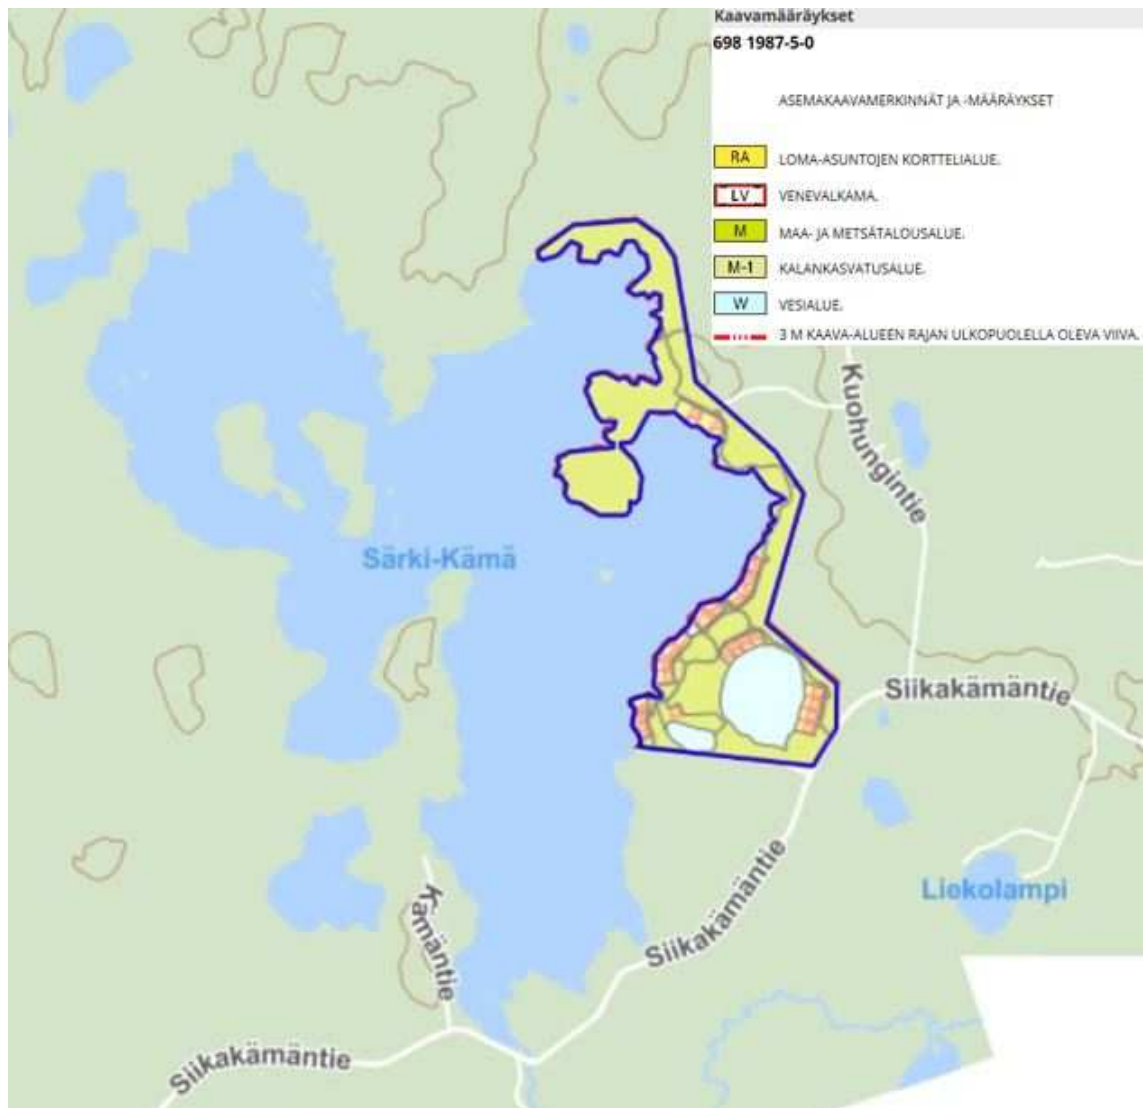 Kaavamääräykset
698 1987-5-0
ASEMAKAAVAMERKINNÄT JA -MÄÄRÄYKSET
RA LOMA-ASUNTOJEN KORTTELIALUE.
LV VENEVALKAMA.
M MAA- JA METSÄTALOUSALUE.
M-1 KALANKASVATUSALUE.
W VESIALUE.
3 M KAAVA-ALUEEN RAJAN ULKOPUOLELLA OLEVA VIIVA.
Kuohungintie
Särki-Kämä
Siikakämäntie
Liekolampi
Siikakämäntie
Kämäntie
Siikakämäntie